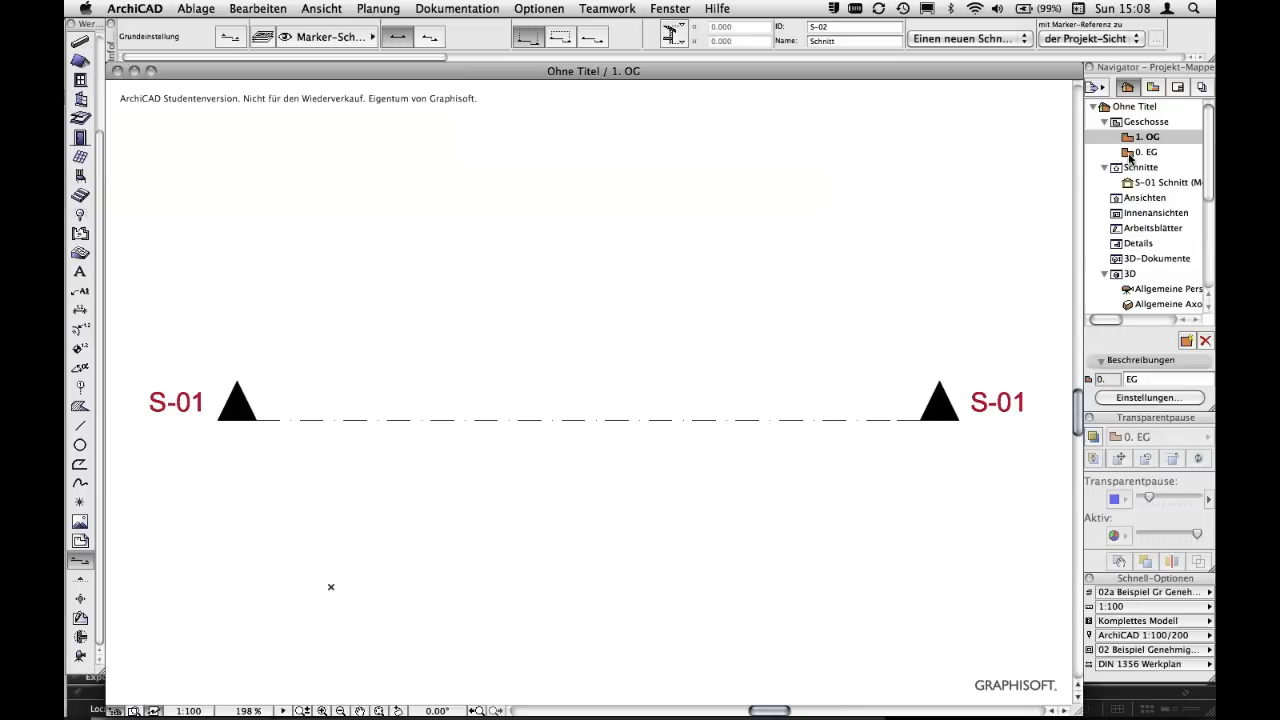 ArchiCAD Ablage Bearbeiten Ansicht Planung Dokumentation Optionen Teamwork Fenster Hilfe (99%) Sun 15:08
Wer...
Grundeinstellung
Marker-Sch...
0.000
0.000
ID: S-02
Name: Schnitt
Einen neuen Schn...
mit Marker-Referenz zu
der Projekt-Sicht
Ohne Titel / 1. OG
Navigator - Projekt-Mappe
ArchiCAD Studentenversion. Nicht für den Wiederverkauf. Eigentum von Graphisoft.
Ohne Titel
Geschosse
1. OG
0. EG
Schnitte
S-01 Schnitt (M
Ansichten
Innenansichten
Arbeitsblätter
Details
3D-Dokumente
3D
Allgemeine Pers
Allgemeine Axo
Beschreibungen
0. EG
Einstellungen...
Transparentpause
0. EG
Transparentpause:
Aktiv:
Schnell-Optionen
02a Beispiel Gr Geneh...
1:100
Komplettes Modell
ArchiCAD 1:100/200
02 Beispiel Genehmig...
DIN 1356 Werkplan
S-01 S-01
GRAPHISOFT.
1:100 198 % 0.00°